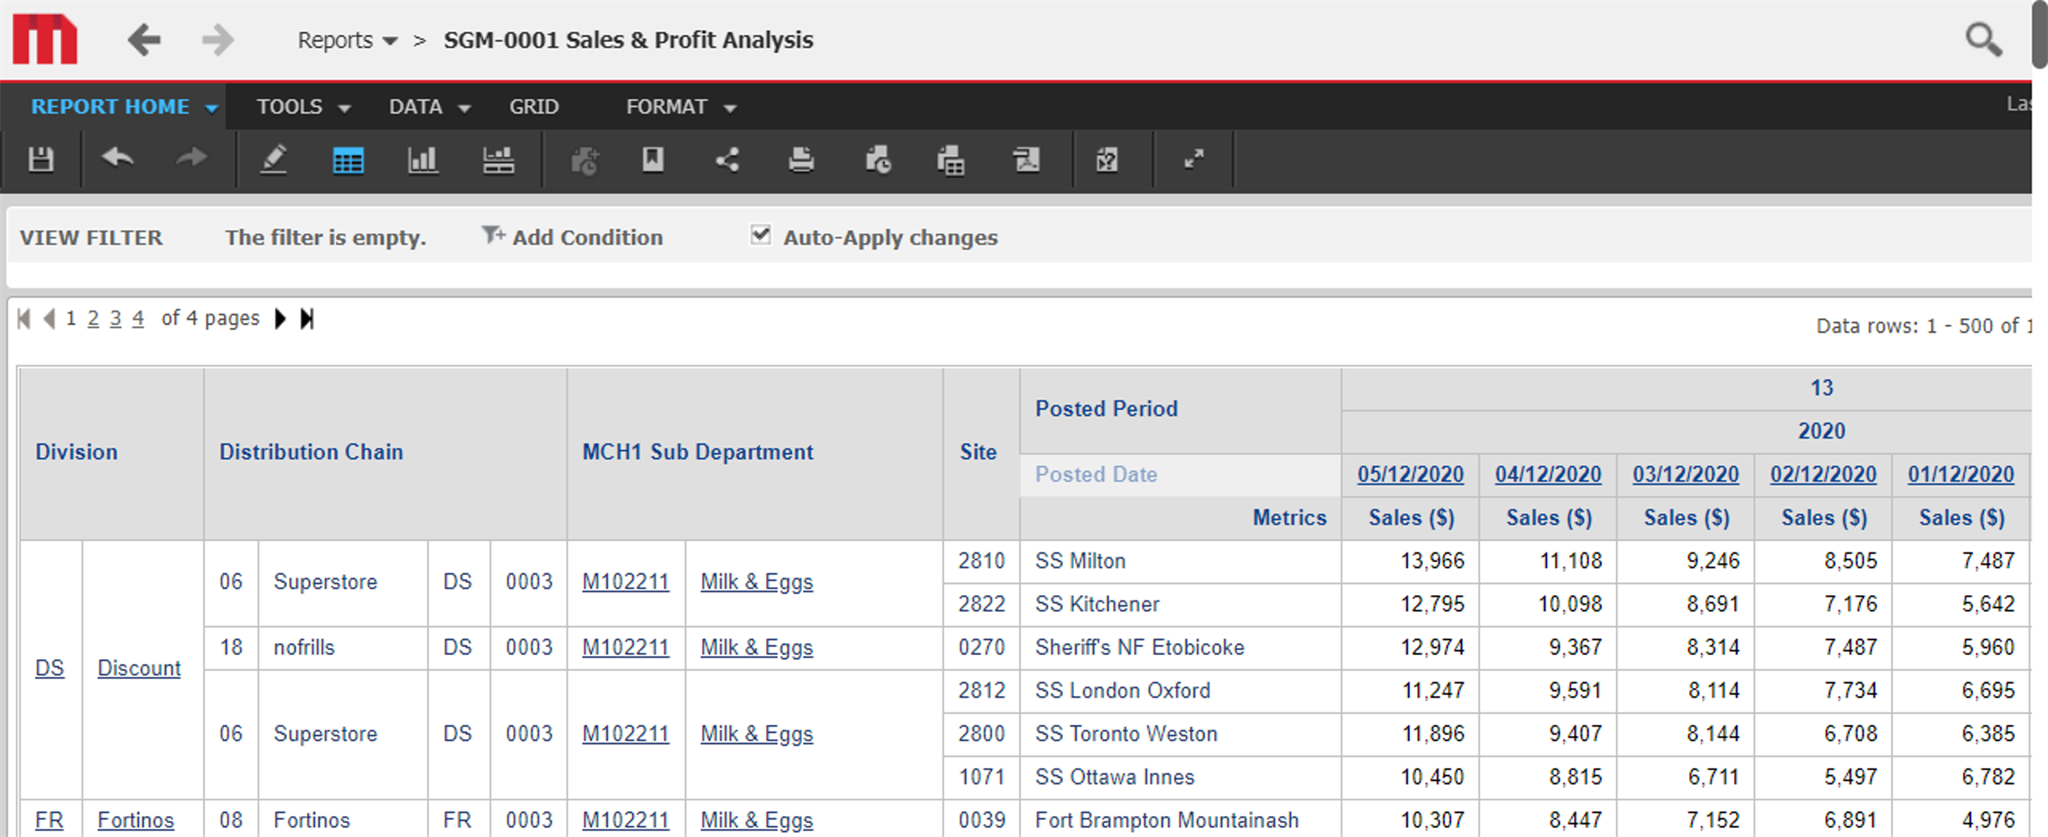 Reports > SGM-0001 Sales & Profit Analysis
REPORT HOME TOOLS DATA GRID FORMAT
VIEW FILTER The filter is empty. Add Condition Auto-Apply changes
1 2 3 4 of 4 pages
Data rows: 1 - 500 of
Division Distribution Chain MCH1 Sub Department Site Posted Period 13
2020
Posted Date 05/12/2020 04/12/2020 03/12/2020 02/12/2020 01/12/2020
Metrics Sales ($) Sales ($) Sales ($) Sales ($) Sales ($)
DS Discount 06 Superstore DS 0003 M102211 Milk & Eggs 2810 SS Milton 13,966 11,108 9,246 8,505 7,487
2822 SS Kitchener 12,795 10,098 8,691 7,176 5,642
18 nofrills DS 0003 M102211 Milk & Eggs 0270 Sheriff's NF Etobicoke 12,974 9,367 8,314 7,487 5,960
06 Superstore DS 0003 M102211 Milk & Eggs 2812 SS London Oxford 11,247 9,591 8,114 7,734 6,695
2800 SS Toronto Weston 11,896 9,407 8,144 6,708 6,385
1071 SS Ottawa Innes 10,450 8,815 6,711 5,497 6,782
FR Fortinos 08 Fortinos FR 0003 M102211 Milk & Eggs 0039 Fort Brampton Mountainash 10,307 8,447 7,152 6,891 4,976